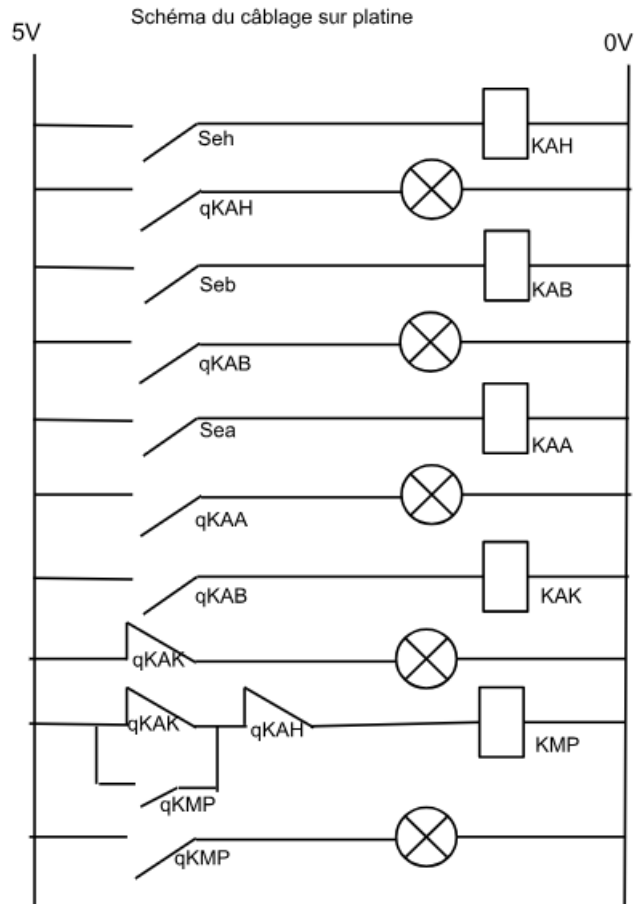 Schéma du câblage sur platine
5V
0V
Seh
KAH
qKAH
Seb
KAB
qKAB
Sea
KAA
qKAA
qKAB
KAK
qKAK
qKAK
qKAH
KMP
qKMP
qKMP